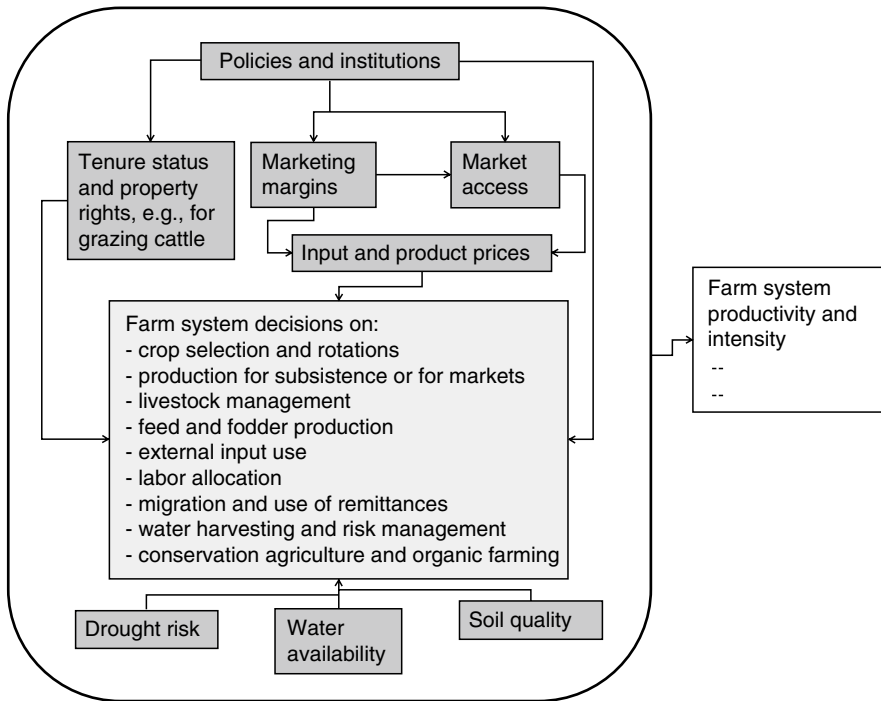 Policies and institutions
Tenure status
and property
rights, e.g., for
grazing cattle
Marketing
margins
Market
access
Input and product prices
Farm system decisions on:
- crop selection and rotations
- production for subsistence or for markets
- livestock management
- feed and fodder production
- external input use
- labor allocation
- migration and use of remittances
- water harvesting and risk management
- conservation agriculture and organic farming
Drought risk
Water
availability
Soil quality
Farm system
productivity and
intensity
--
--